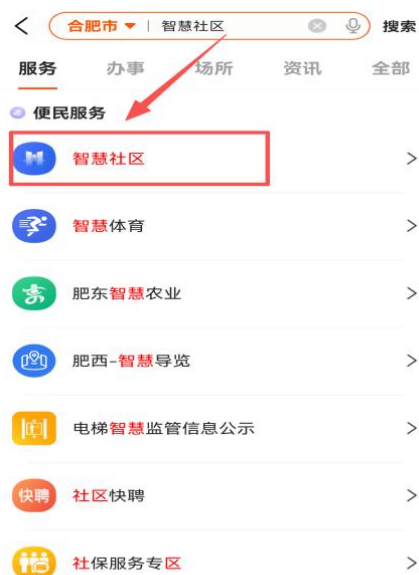 合肥市 智慧社区 搜索
服务 办事 场所 资讯 全部
便民服务
智慧社区
智慧体育
肥东智慧农业
肥西-智慧导览
电梯智慧监管信息公示
快聘 社区快聘
社保服务专区